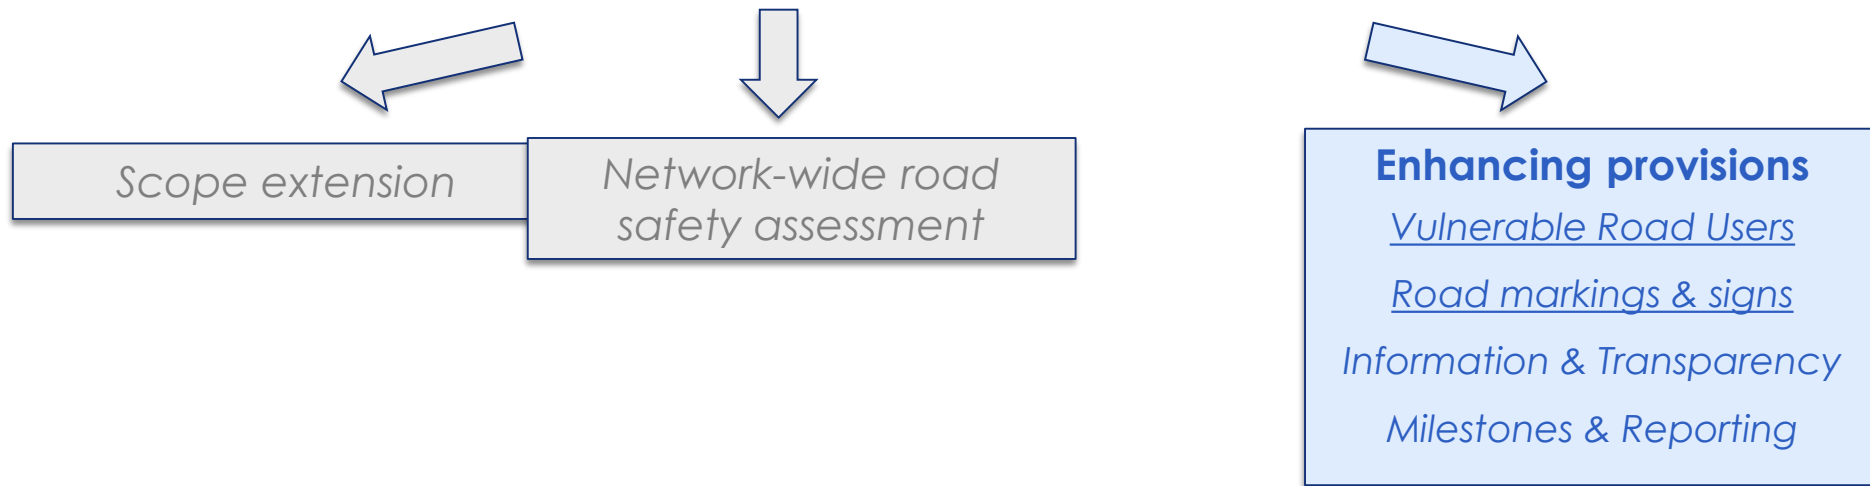 Scope extension
Network-wide road
safety assessment
Enhancing provisions
Vulnerable Road Users
Road markings & signs
Information & Transparency
Milestones & Reporting